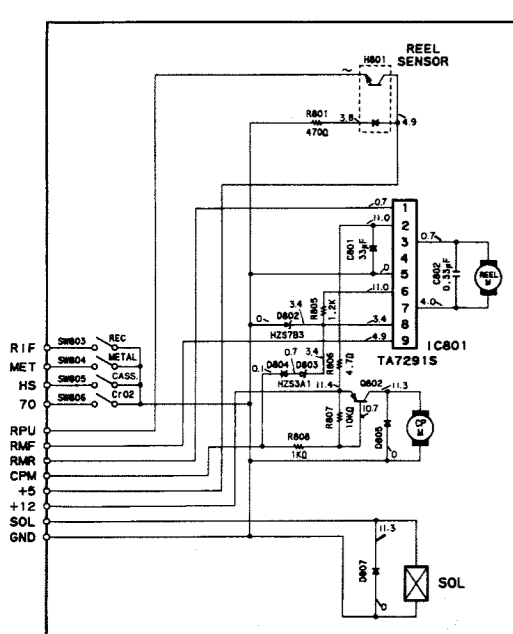 REEL
SENSOR
H801
~
R801
470Ω
3.8
4.9
0.7
1
11.0
2
3
4
0
5
11.0
6
7
3.4
8
4.9
9
C801
33µF
0.7
C802
0.33µF
4.0
REEL
M
IC801
TA7291S
R805
1.2K
0
3.4
D802
HZS7B3
0.7
3.4
0.1
D804
D803
HZS3A1
R806
4.7Ω
11.4
Q802
11.3
10.7
R807
10KΩ
R808
1KΩ
D805
0
CP
M
RIF
SW803
REC
MET
SW804
METAL
HS
SW805
CASS.
70
SW806
CrO2
RPU
RMF
RMR
CPM
+5
+12
SOL
GND
11.3
D807
0
SOL